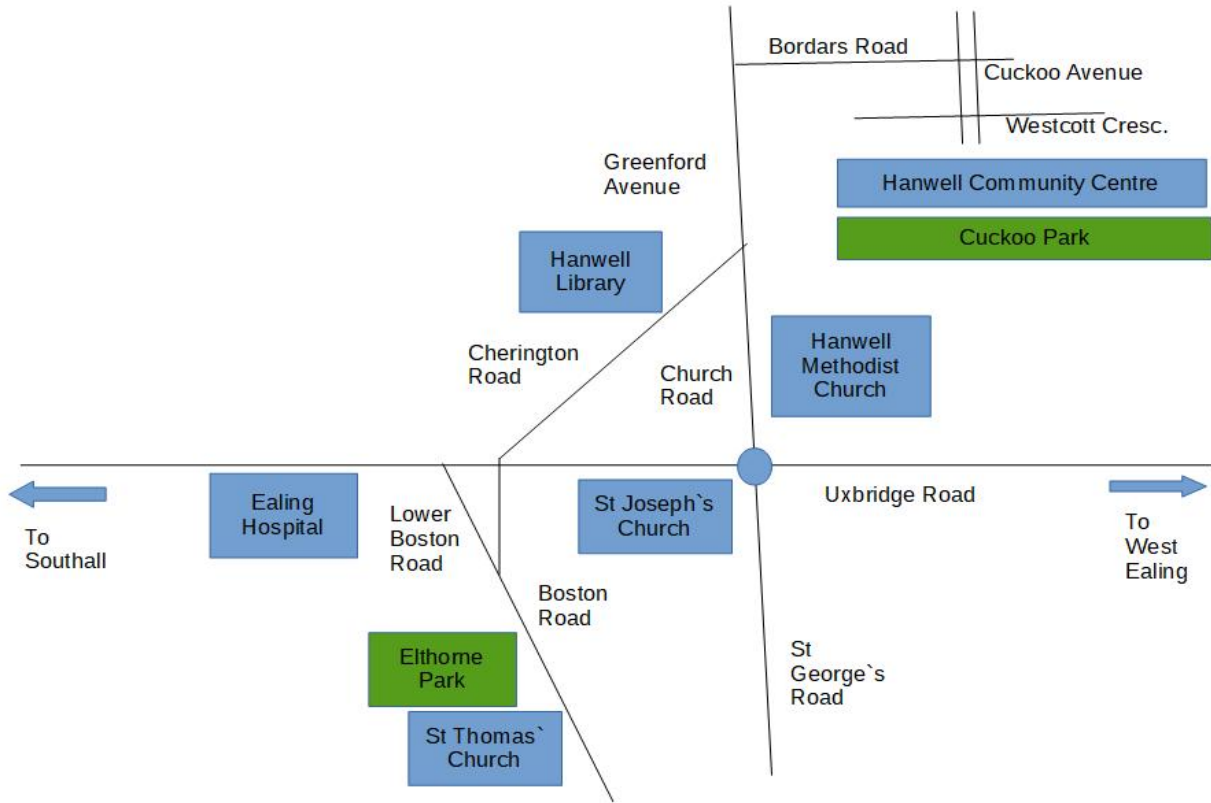 Bordars Road
Cuckoo Avenue
Westcott Cresc.
Greenford
Avenue
Hanwell Community Centre
Cuckoo Park
Hanwell
Library
Cherington
Road
Church
Road
Hanwell
Methodist
Church
Ealing
Hospital
Lower
Boston
Road
St Joseph`s
Church
Uxbridge Road
To
Southall
To
West
Ealing
Boston
Road
Elthorne
Park
St
George`s
Road
St Thomas`
Church